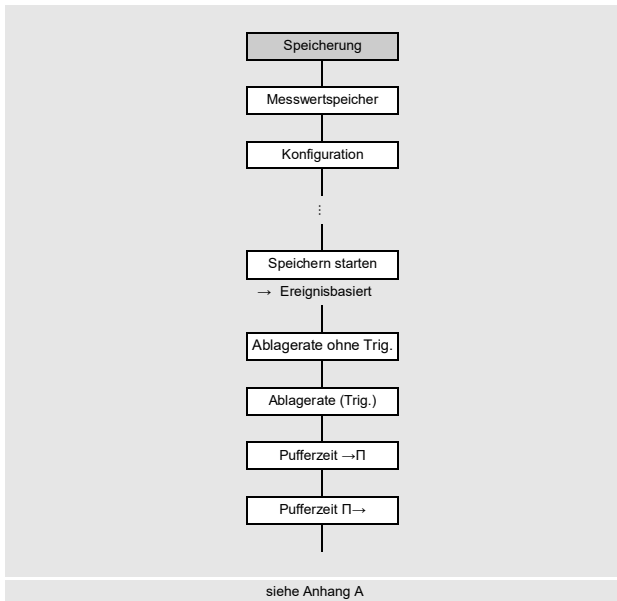 Speicherung
Messwertspeicher
Konfiguration
⋮
Speichern starten
→ Ereignisbasiert
Ablagerate ohne Trig.
Ablagerate (Trig.)
Pufferzeit →Π
Pufferzeit Π→
siehe Anhang A